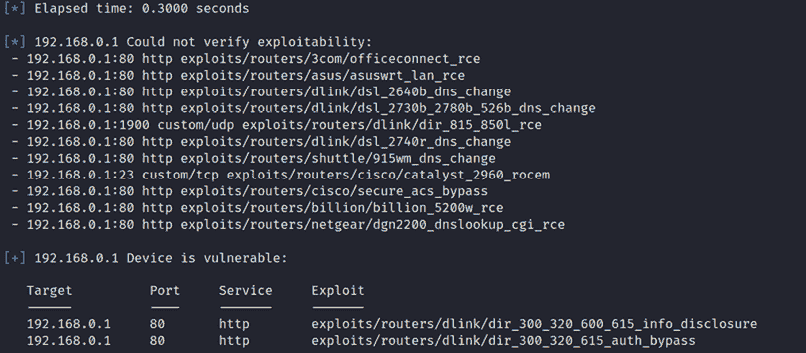 [*] Elapsed time: 0.3000 seconds
[*] 192.168.0.1 Could not verify exploitability:
- 192.168.0.1:80 http exploits/routers/3com/officeconnect_rce
- 192.168.0.1:80 http exploits/routers/asus/asuswrt_lan_rce
- 192.168.0.1:80 http exploits/routers/dlink/dsl_2640b_dns_change
- 192.168.0.1:80 http exploits/routers/dlink/dsl_2730b_2780b_526b_dns_change
- 192.168.0.1:1900 custom/udp exploits/routers/dlink/dir_815_850l_rce
- 192.168.0.1:80 http exploits/routers/dlink/dsl_2740r_dns_change
- 192.168.0.1:80 http exploits/routers/shuttle/915wm_dns_change
- 192.168.0.1:23 custom/tcp exploits/routers/cisco/catalyst_2960_rocem
- 192.168.0.1:80 http exploits/routers/cisco/secure_acs_bypass
- 192.168.0.1:80 http exploits/routers/billion/billion_5200w_rce
- 192.168.0.1:80 http exploits/routers/netgear/dgn2200_dnslookup_cgi_rce
[+] 192.168.0.1 Device is vulnerable:
Target Port Service Exploit
192.168.0.1 80 http exploits/routers/dlink/dir_300_320_600_615_info_disclosure
192.168.0.1 80 http exploits/routers/dlink/dir_300_320_615_auth_bypass